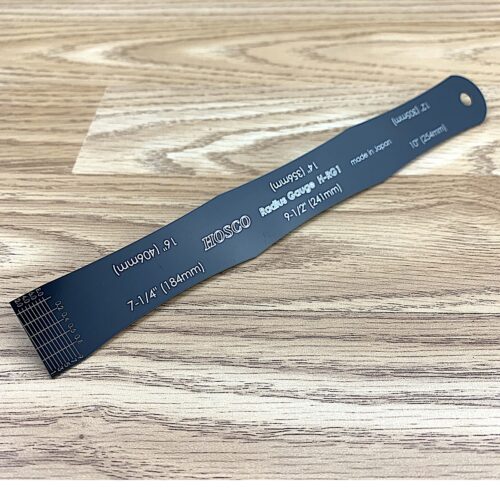 12" (305mm)
10" (254mm)
made in Japan
14" (356mm)
Radius Gauge H-RG1
9-1/2" (241mm)
HOSCO
16" (406mm)
7-1/4" (184mm)